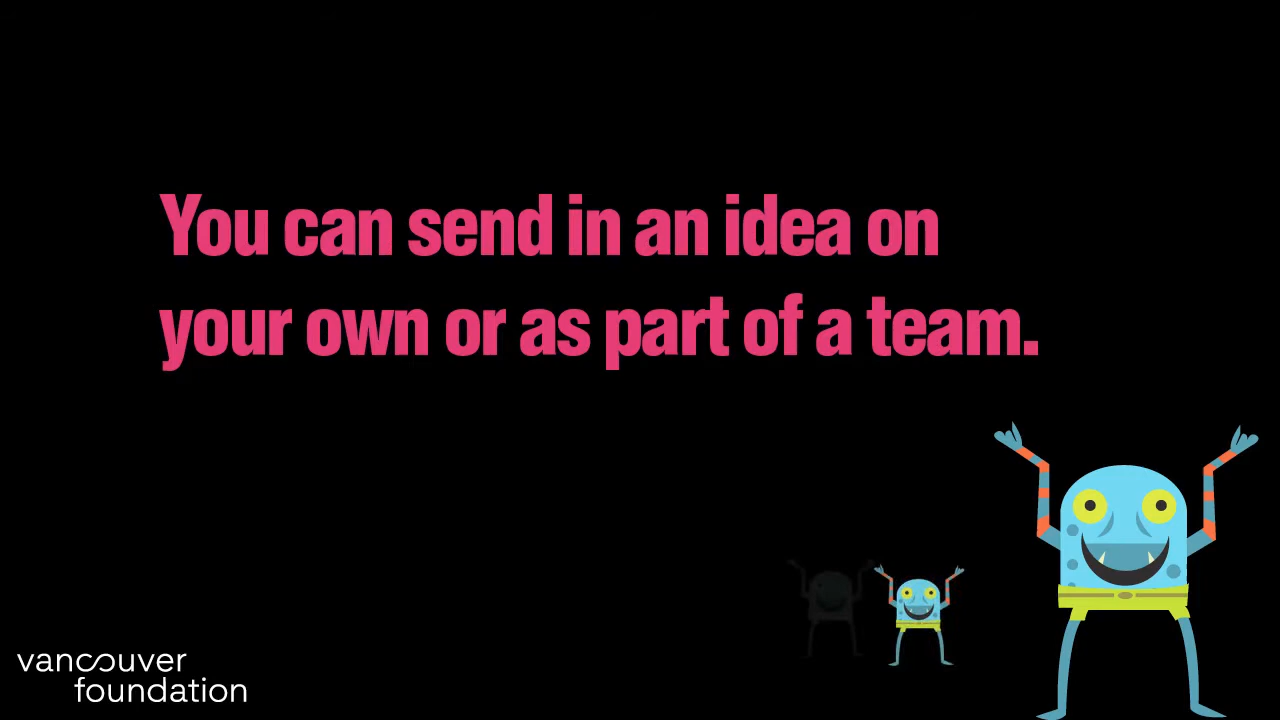 You can send in an idea on
your own or as part of a team.
vancouver
foundation